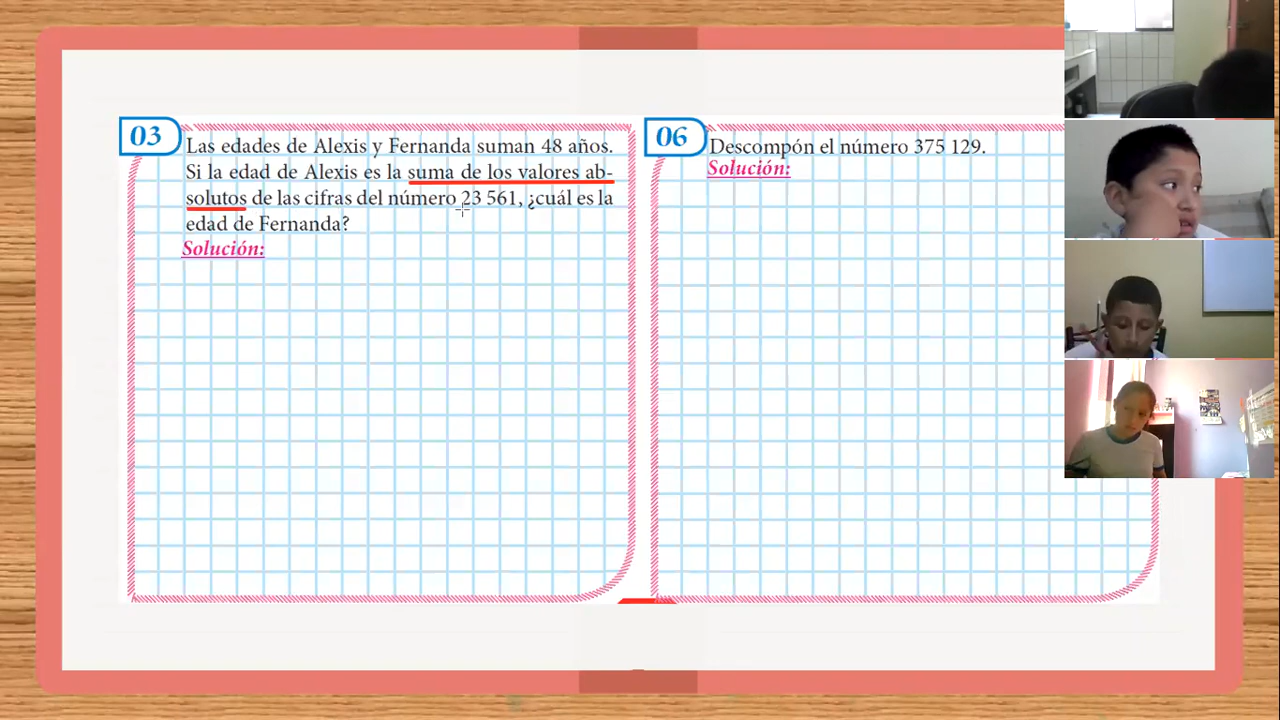 03
Las edades de Alexis y Fernanda suman 48 años.
Si la edad de Alexis es la suma de los valores ab-
solutos de las cifras del número 23 561, ¿cuál es la
edad de Fernanda?
Solución:
06
Descompón el número 375 129.
Solución: